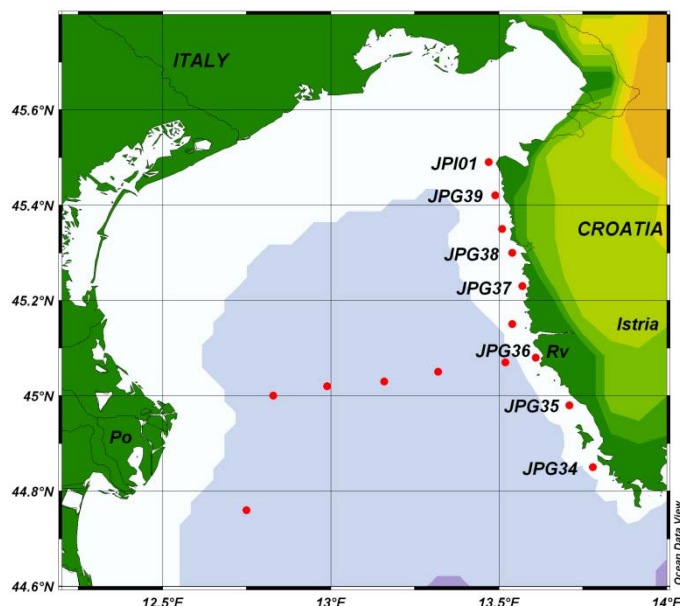 ITALY
45.6°N
JPI01
45.4°N
JPG39
CROATIA
JPG38
45.2°N
JPG37
Istria
JPG36
Rv
45°N
JPG35
Po
JPG34
44.8°N
44.6°N
12.5°E
13°E
13.5°E
14°E
Ocean Data View